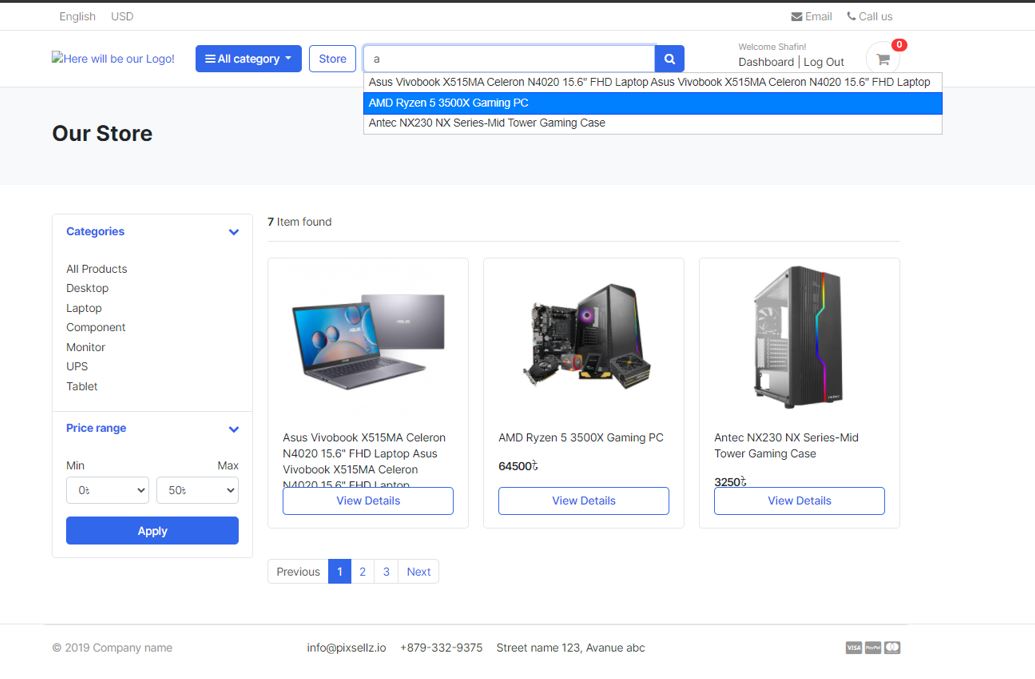 English USD
Email Call us
Here will be our Logo!
All category
Store
a
Welcome Shafin!
Dashboard | Log Out
0
Asus Vivobook X515MA Celeron N4020 15.6" FHD Laptop Asus Vivobook X515MA Celeron N4020 15.6" FHD Laptop
AMD Ryzen 5 3500X Gaming PC
Antec NX230 NX Series-Mid Tower Gaming Case
Our Store
Categories
All Products
Desktop
Laptop
Component
Monitor
UPS
Tablet
Price range
Min Max
0৳ 50৳
Apply
7 Item found
Asus Vivobook X515MA Celeron
N4020 15.6" FHD Laptop Asus
Vivobook X515MA Celeron
N4020 15.6" FHD Laptop
View Details
AMD Ryzen 5 3500X Gaming PC
64500৳
View Details
Antec NX230 NX Series-Mid
Tower Gaming Case
3250৳
View Details
Previous 1 2 3 Next
© 2019 Company name
info@pixsellz.io +879-332-9375 Street name 123, Avanue abc
VISA PayPal